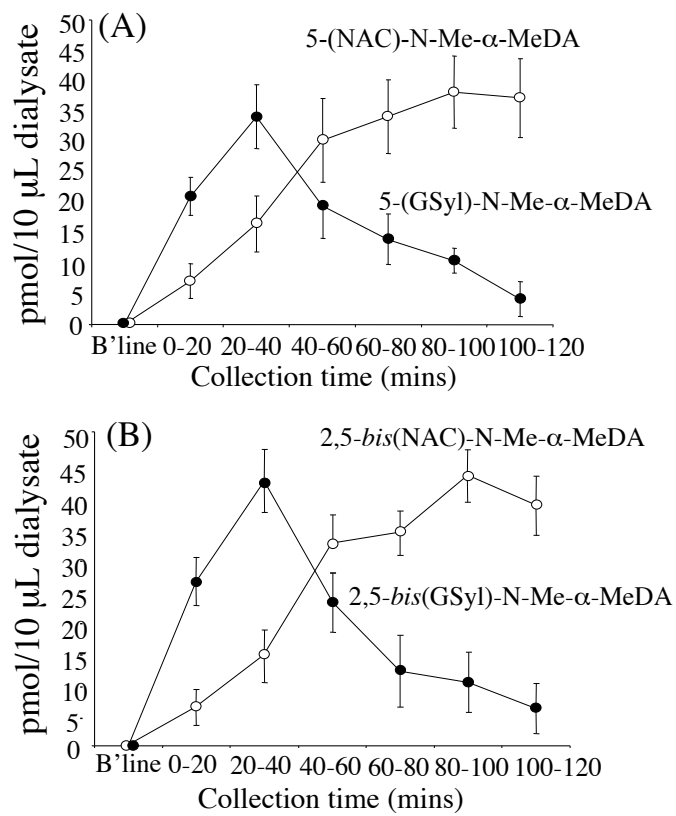 (A)
5-(NAC)-N-Me-α-MeDA
5-(GSyl)-N-Me-α-MeDA
pmol/10 μL dialysate
50
45
40
35
30
25
20
15
10
5
0
B’line 0-20 20-40 40-60 60-80 80-100 100-120
Collection time (mins)
(B)
2,5-bis(NAC)-N-Me-α-MeDA
2,5-bis(GSyl)-N-Me-α-MeDA
pmol/10 μL dialysate
50
45
40
35
30
25
20
15
10
5
0
B’line 0-20 20-40 40-60 60-80 80-100 100-120
Collection time (mins)